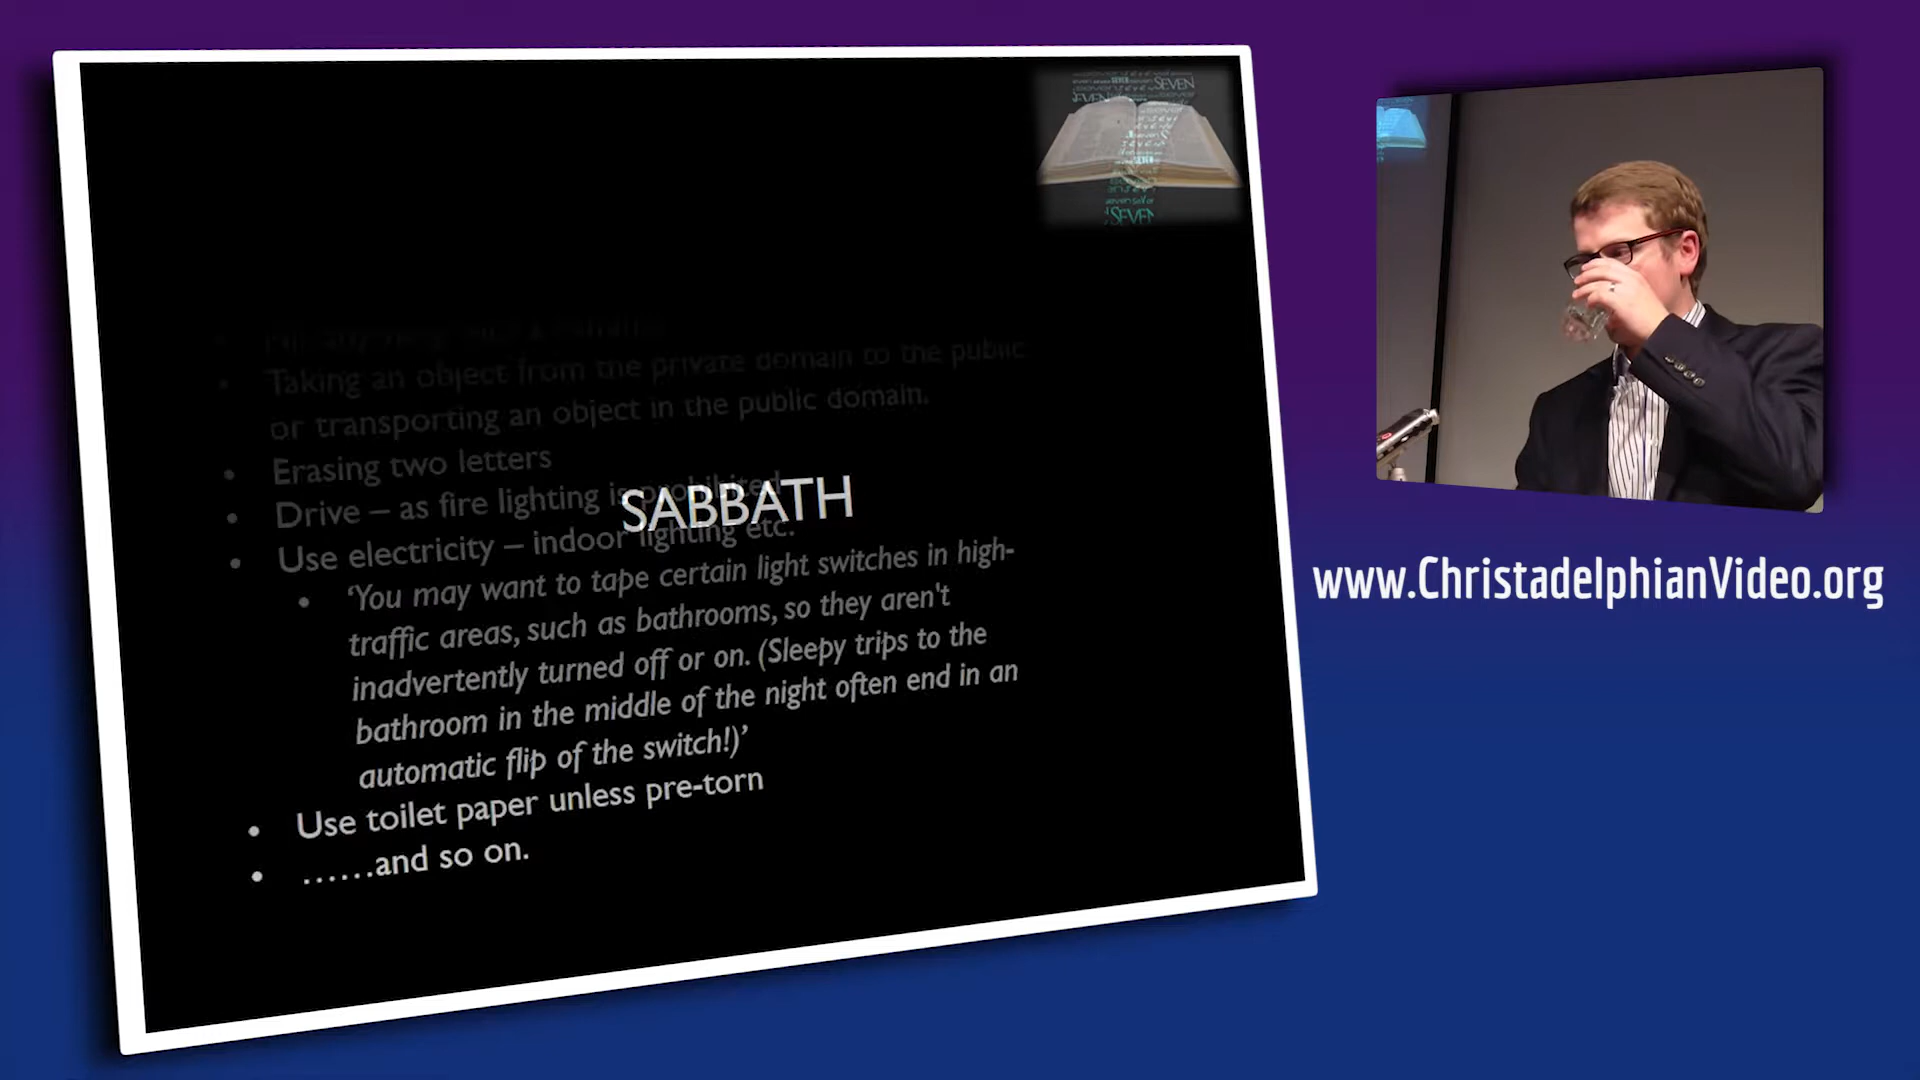 SEVEN
SEVEN
Taking an object from the private domain to the public
or transporting an object in the public domain.
• Erasing two letters
• Drive – as fire lighting is prohibited
SABBATH
• Use electricity – indoor lighting etc.
• ‘You may want to tape certain light switches in high-
traffic areas, such as bathrooms, so they aren't
inadvertently turned off or on. (Sleepy trips to the
bathroom in the middle of the night often end in an
automatic flip of the switch!)’
• Use toilet paper unless pre-torn
• ……and so on.
www.ChristadelphianVideo.org